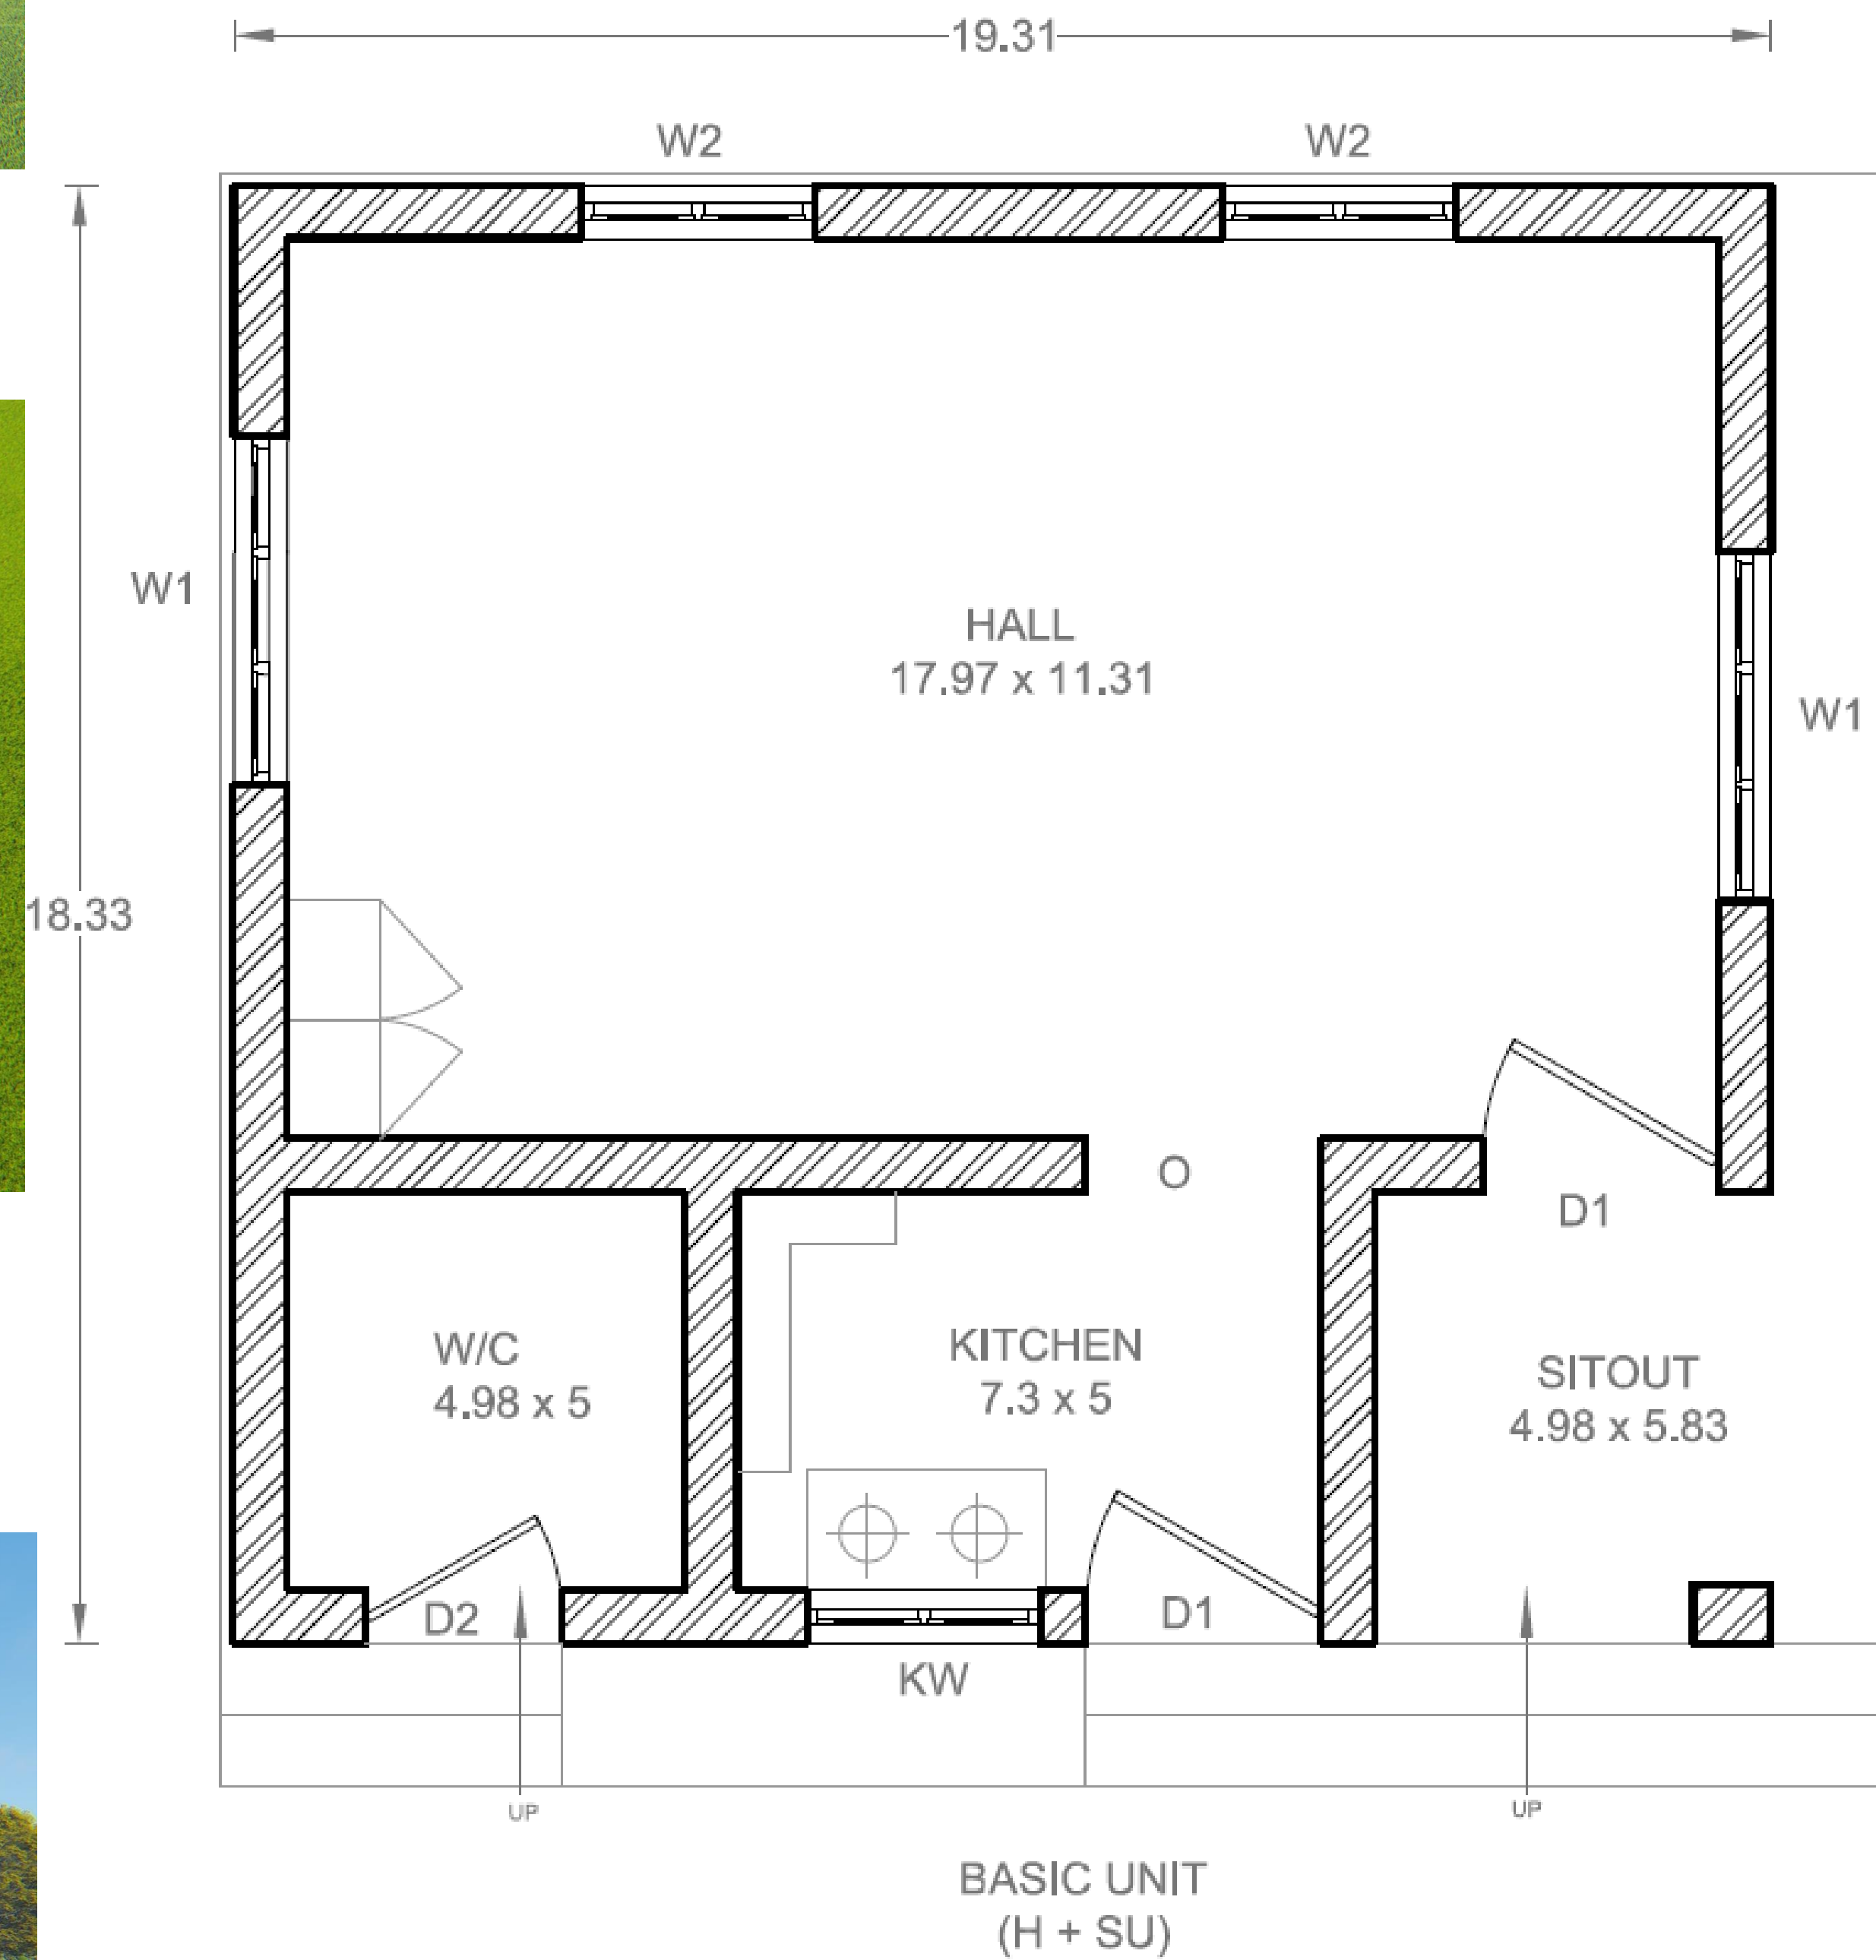 19.31
W2
W2
W1
HALL
17.97 x 11.31
W1
18.33
O
D1
W/C
4.98 x 5
KITCHEN
7.3 x 5
SITOUT
4.98 x 5.83
D2
D1
KW
UP
UP
BASIC UNIT
(H + SU)